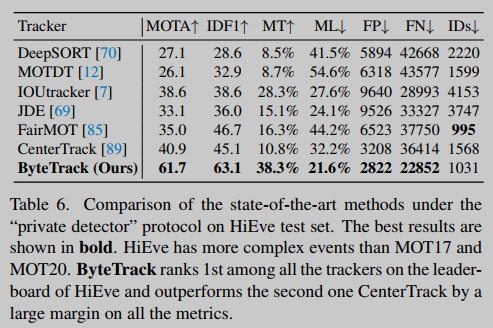 Tracker MOTA↑ IDF1↑ MT↑ ML↓ FP↓ FN↓ IDs↓
DeepSORT [70] 27.1 28.6 8.5% 41.5% 5894 42668 2220
MOTDT [12] 26.1 32.9 8.7% 54.6% 6318 43577 1599
IOUtracker [7] 38.6 38.6 28.3% 27.6% 9640 28993 4153
JDE [69] 33.1 36.0 15.1% 24.1% 9526 33327 3747
FairMOT [85] 35.0 46.7 16.3% 44.2% 6523 37750 995
CenterTrack [89] 40.9 45.1 10.8% 32.2% 3208 36414 1568
ByteTrack (Ours) 61.7 63.1 38.3% 21.6% 2822 22852 1031
Table 6. Comparison of the state-of-the-art methods under the
“private detector” protocol on HiEve test set. The best results are
shown in bold. HiEve has more complex events than MOT17 and
MOT20. ByteTrack ranks 1st among all the trackers on the leader-
board of HiEve and outperforms the second one CenterTrack by a
large margin on all the metrics.